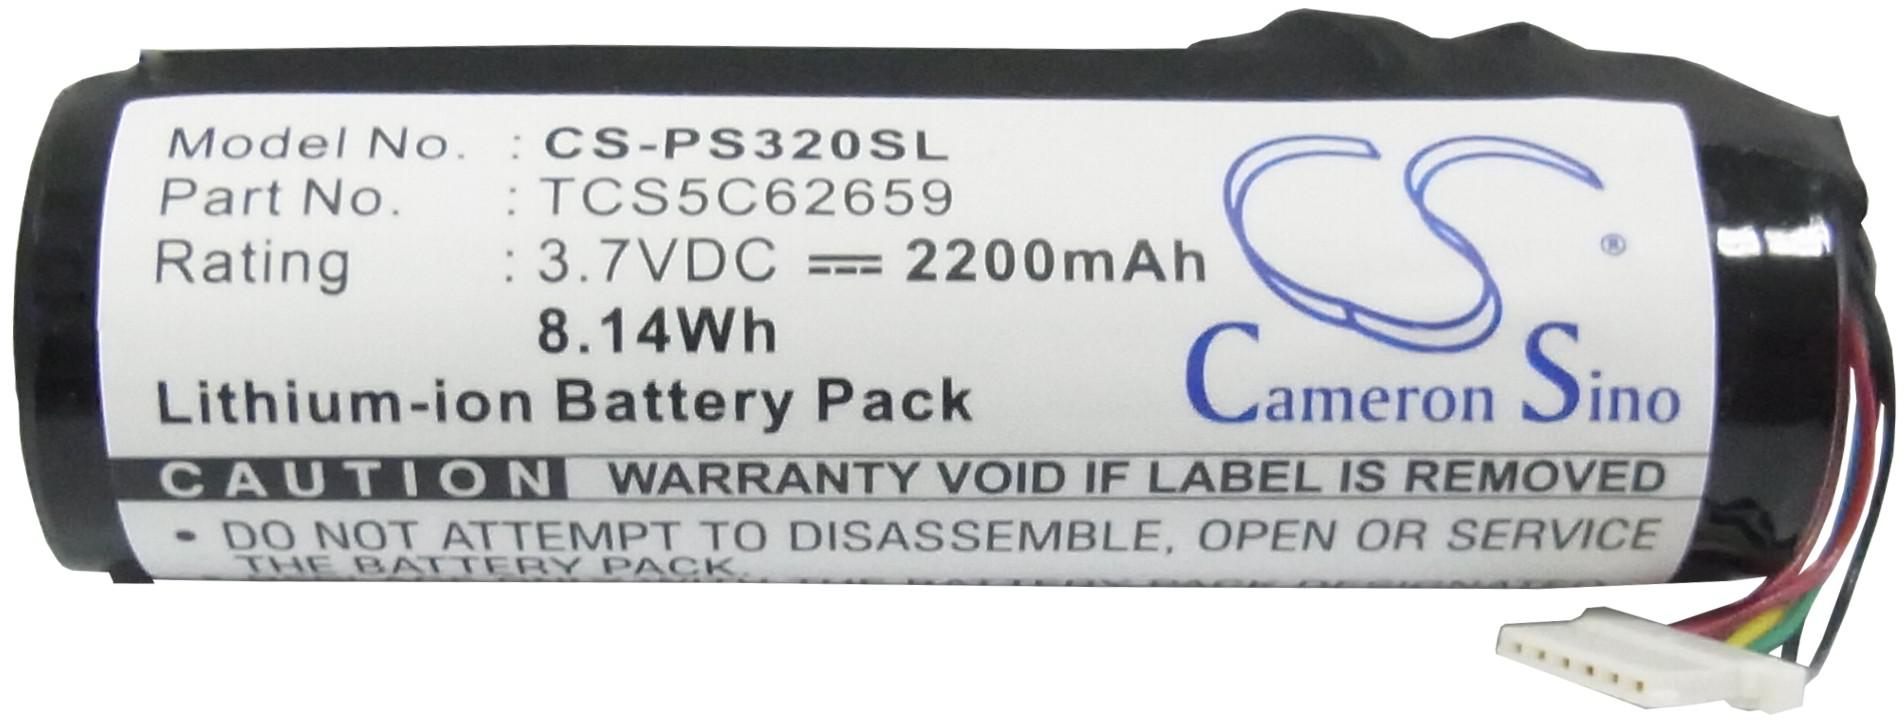 Model No. : CS-PS320SL
Part No. : TCS5C62659
Rating : 3.7VDC ⎓ 2200mAh
8.14Wh
Lithium-ion Battery Pack
CS ®
Cameron Sino
CAUTION WARRANTY VOID IF LABEL IS REMOVED
• DO NOT ATTEMPT TO DISASSEMBLE, OPEN OR SERVICE
THE BATTERY PACK.